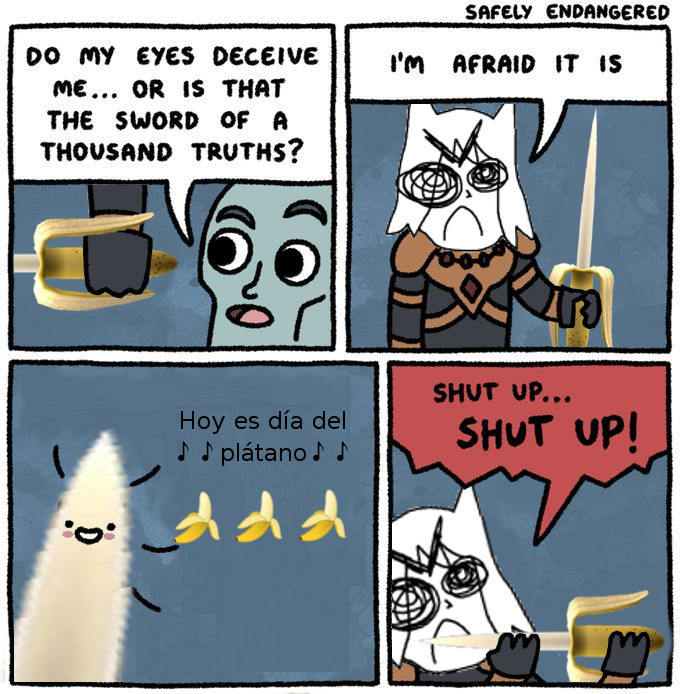 SAFELY ENDANGERED
DO MY EYES DECEIVE
ME... OR IS THAT
THE SWORD OF A
THOUSAND TRUTHS?
I'M AFRAID IT IS
Hoy es día del
♪ ♪ plátano ♪ ♪
SHUT UP...
SHUT UP!